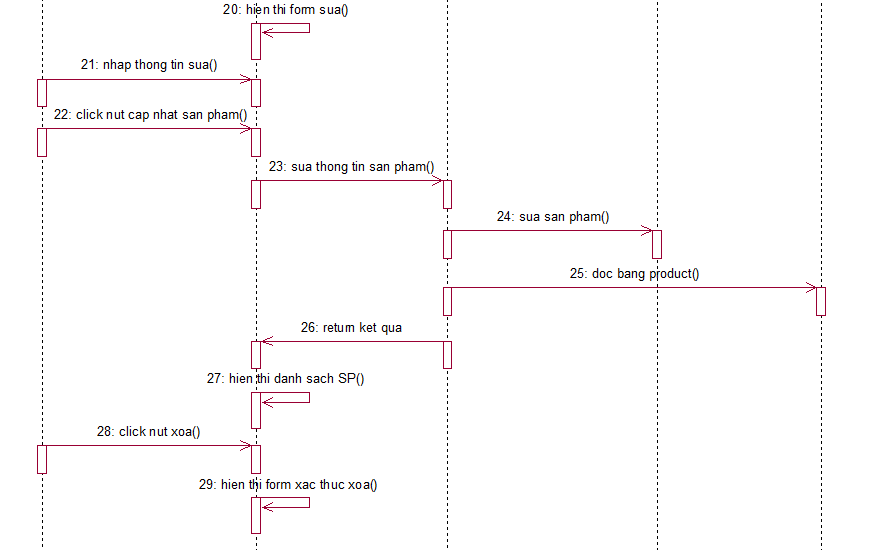 20: hien thi form sua()
21: nhap thong tin sua()
22: click nut cap nhat san pham()
23: sua thong tin san pham()
24: sua san pham()
25: doc bang product()
26: return ket qua
27: hien thi danh sach SP()
28: click nut xoa()
29: hien thi form xac thuc xoa()